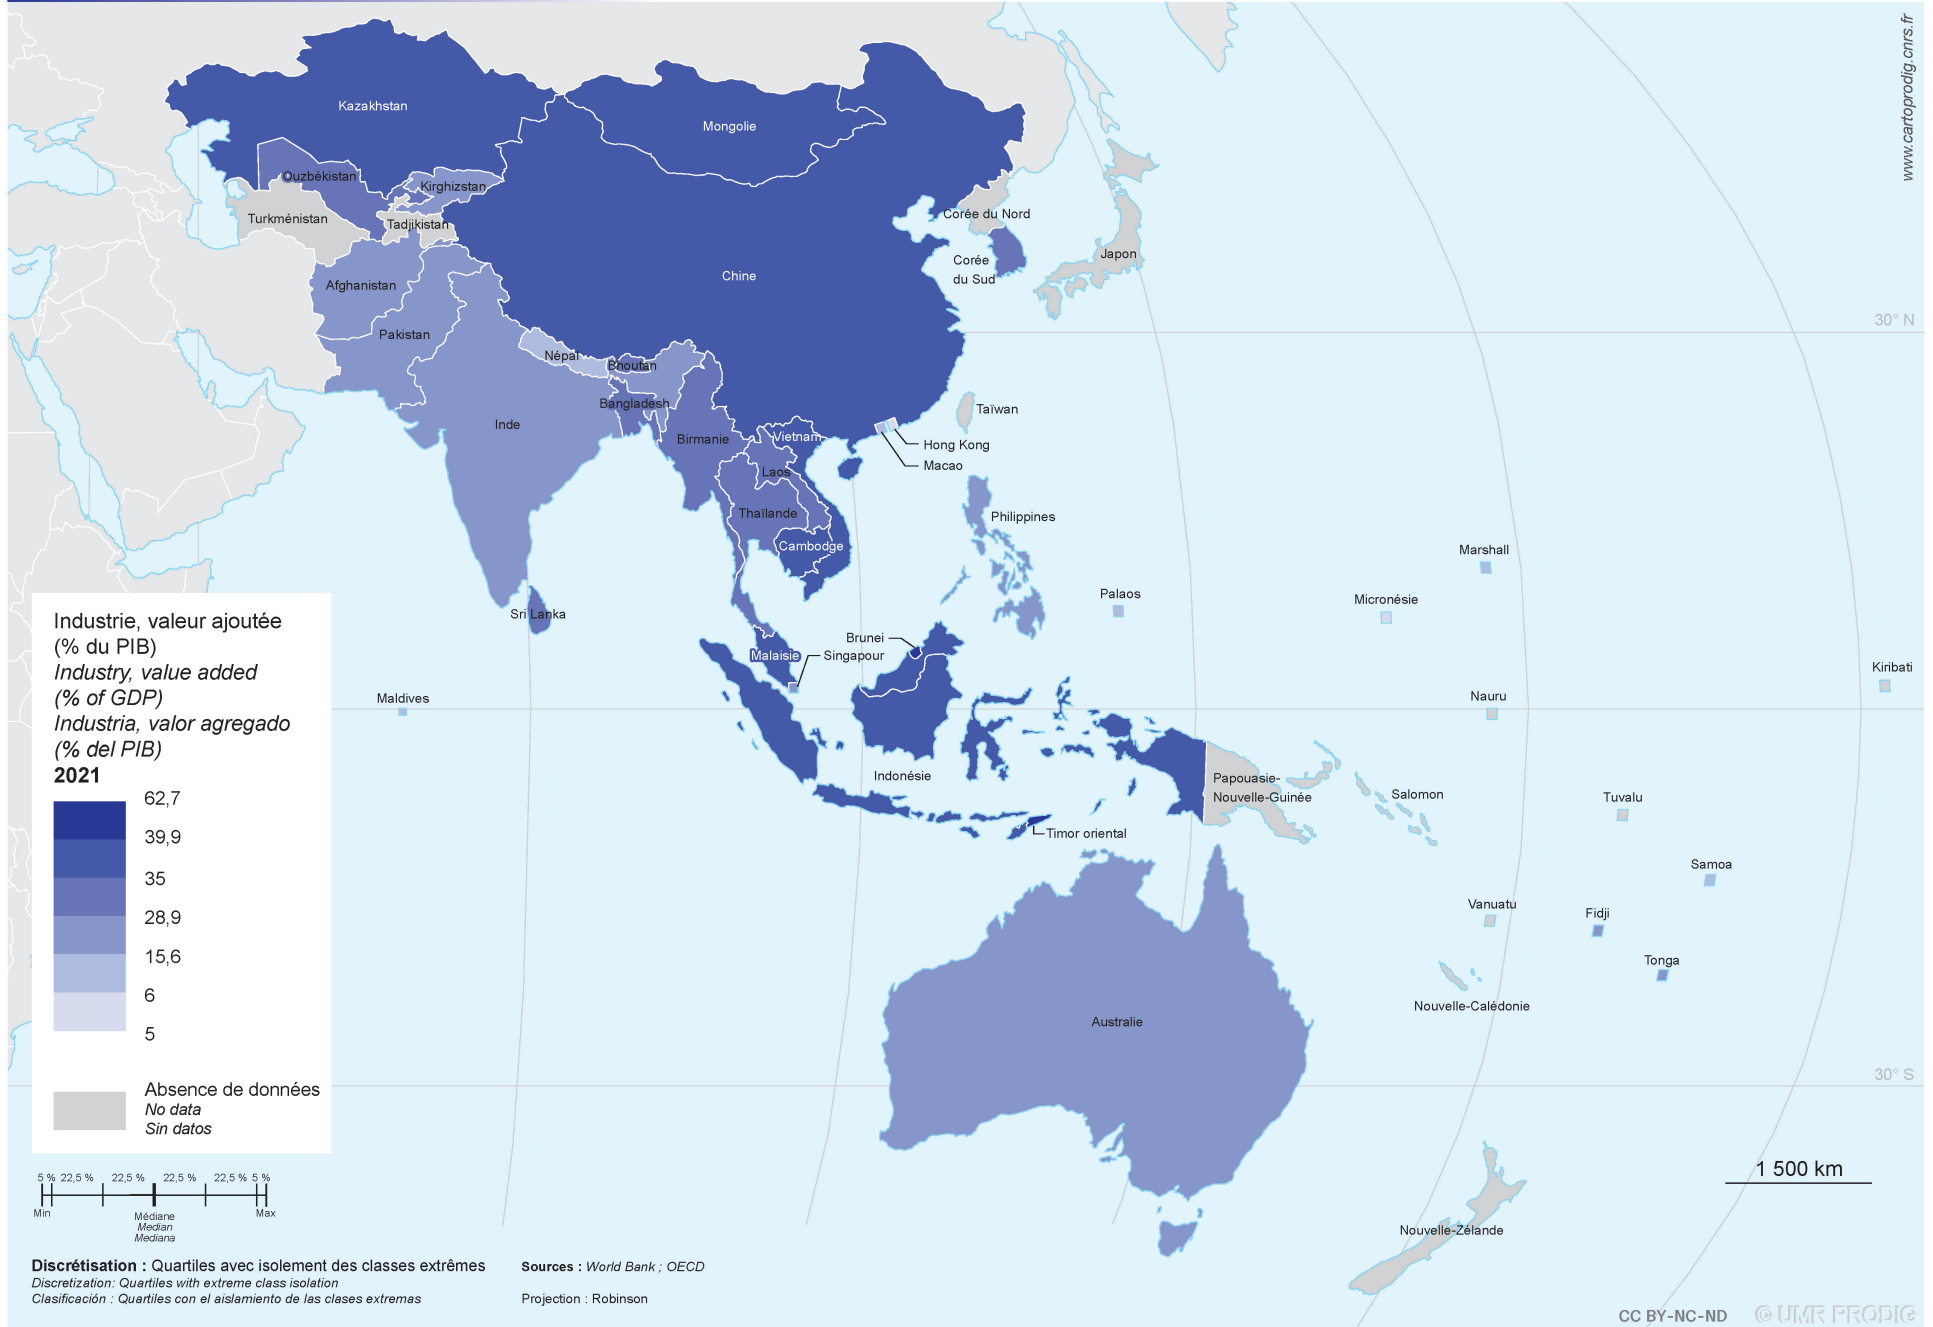 www.cartoprodig.cnrs.fr
Kazakhstan
Mongolie
Ouzbékistan
Kirghizstan
Turkménistan
Tadjikistan
Corée du Nord
Japon
Corée
du Sud
Chine
Afghanistan
Pakistan
30° N
Népal
Bhoutan
Bangladesh
Taïwan
Inde
Birmanie
Vietnam
Hong Kong
Macao
Laos
Thaïlande
Philippines
Cambodge
Marshall
Palaos
Micronésie
Sri Lanka
Brunei
Malaisie
Singapour
Kiribati
Maldives
Nauru
Indonésie
Papouasie-
Nouvelle-Guinée
Salomon
Tuvalu
Timor oriental
Samoa
Vanuatu
Fidji
Tonga
Nouvelle-Calédonie
Australie
30° S
Nouvelle-Zélande
1 500 km
Industrie, valeur ajoutée
(% du PIB)
Industry, value added
(% of GDP)
Industria, valor agregado
(% del PIB)
2021
62,7
39,9
35
28,9
15,6
6
5
Absence de données
No data
Sin datos
5 % 22,5 % 22,5 % 22,5 % 22,5 % 5 %
Min
Max
Médiane
Median
Mediana
Discrétisation : Quartiles avec isolement des classes extrêmes
Discretization: Quartiles with extreme class isolation
Clasificación : Quartiles con el aislamiento de las clases extremas
Sources : World Bank ; OECD
Projection : Robinson
CC BY-NC-ND
© UMR PRODIG